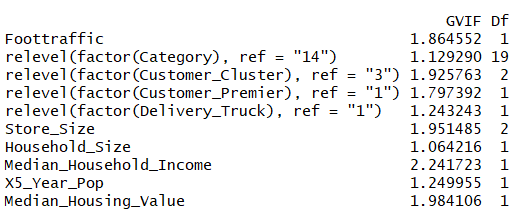 GVIF Df
Foottraffic 1.864552 1
relevel(factor(Category), ref = "14") 1.129290 19
relevel(factor(Customer_Cluster), ref = "3") 1.925763 2
relevel(factor(Customer_Premier), ref = "1") 1.797392 1
relevel(factor(Delivery_Truck), ref = "1") 1.243243 1
Store_Size 1.951485 2
Household_Size 1.064216 1
Median_Household_Income 2.241723 1
X5_Year_Pop 1.249955 1
Median_Housing_Value 1.984106 1